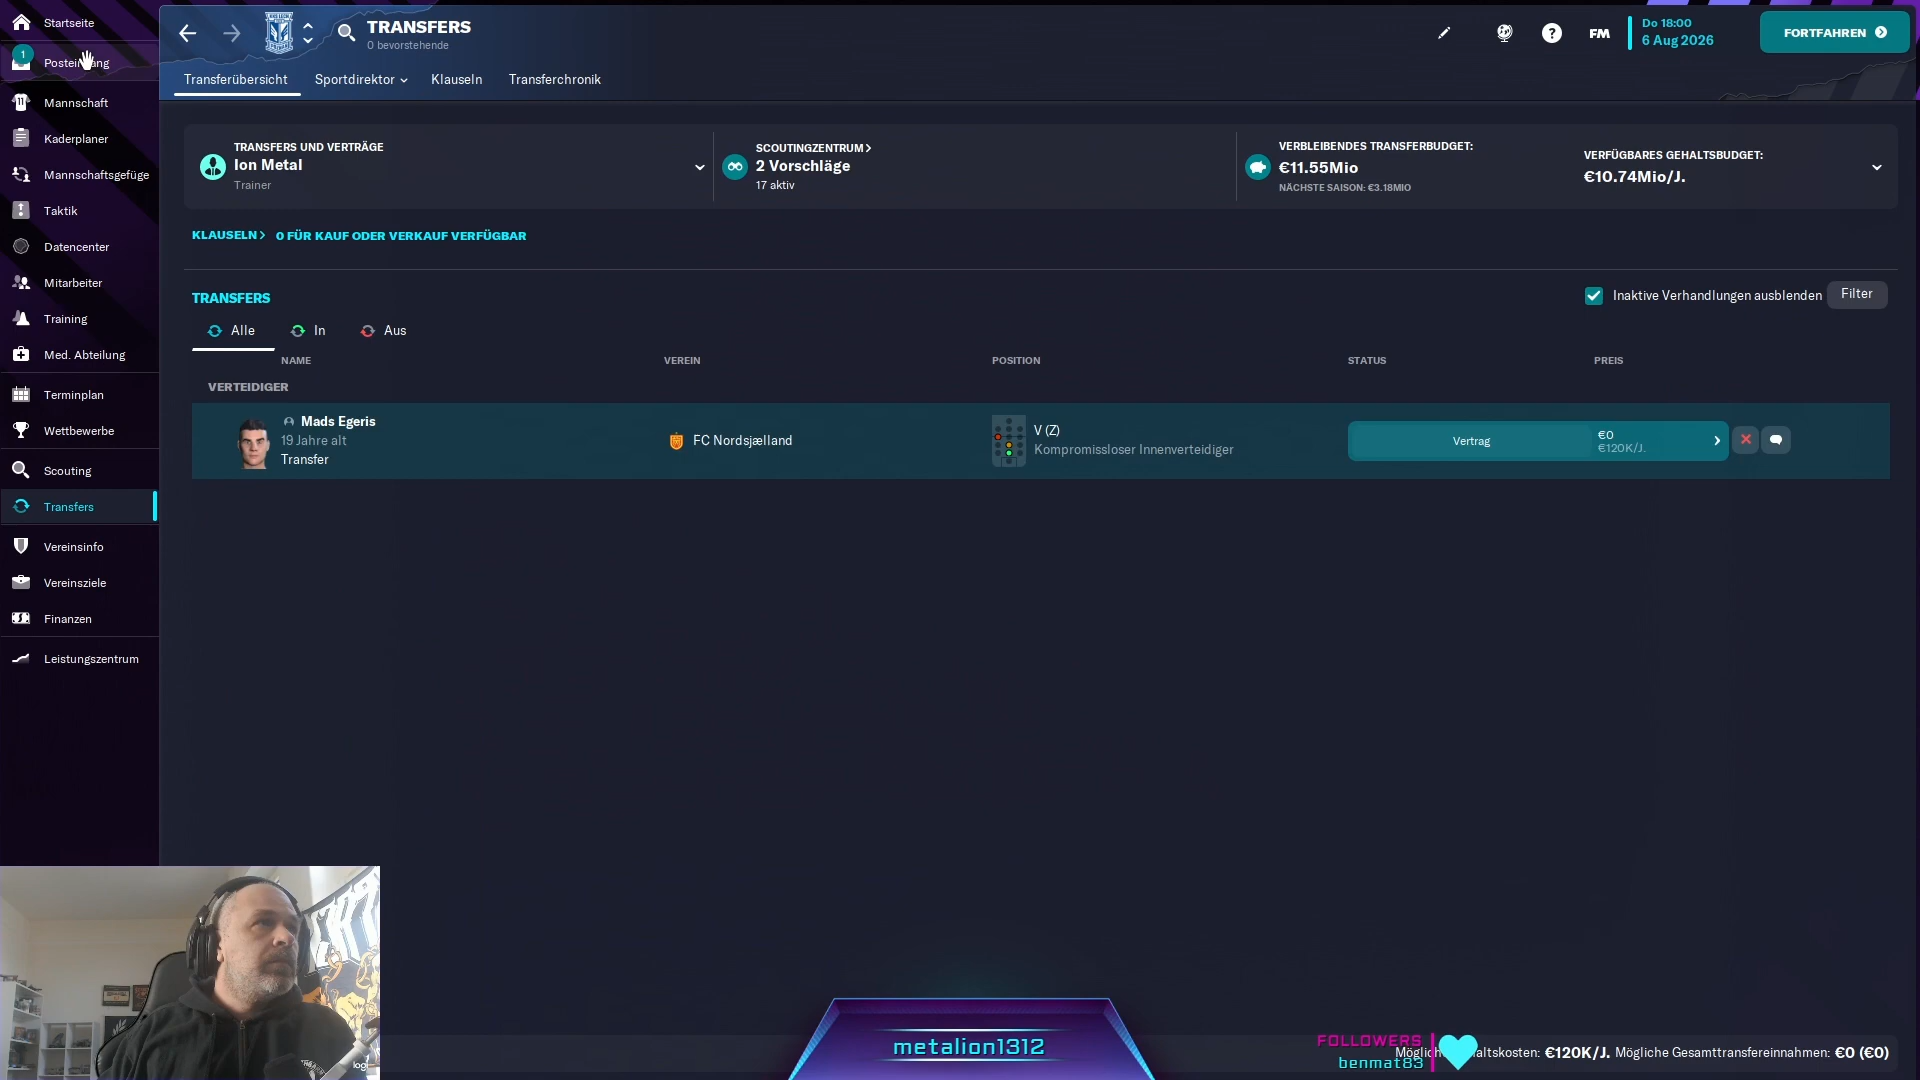 Startseite
1
Posteingang
Mannschaft
Kaderplaner
Mannschaftsgefüge
Taktik
Datencenter
Mitarbeiter
Training
Med. Abteilung
Terminplan
Wettbewerbe
Scouting
Transfers
Vereinsinfo
Vereinsziele
Finanzen
Leistungszentrum
TRANSFERS
0 bevorstehende
FM
Do 18:00
6 Aug 2026
FORTFAHREN
Transferübersicht
Sportdirektor
Klauseln
Transferchronik
TRANSFERS UND VERTRÄGE
Ion Metal
Trainer
SCOUTINGZENTRUM
2 Vorschläge
17 aktiv
VERBLEIBENDES TRANSFERBUDGET:
€11.55Mio
NÄCHSTE SAISON: €3.18MIO
VERFÜGBARES GEHALTSBUDGET:
€10.74Mio/J.
KLAUSELN
0 FÜR KAUF ODER VERKAUF VERFÜGBAR
TRANSFERS
Inaktive Verhandlungen ausblenden
Filter
Alle
In
Aus
NAME
VEREIN
POSITION
STATUS
PREIS
VERTEIDIGER
Mads Egeris
19 Jahre alt
Transfer
FC Nordsjælland
V (Z)
Kompromissloser Innenverteidiger
Vertrag
€0
€120K/J.
metalion1312
FOLLOWERS
benmat83
altskosten: €120K/J. Mögliche Gesamttransfereinnahmen: €0 (€0)